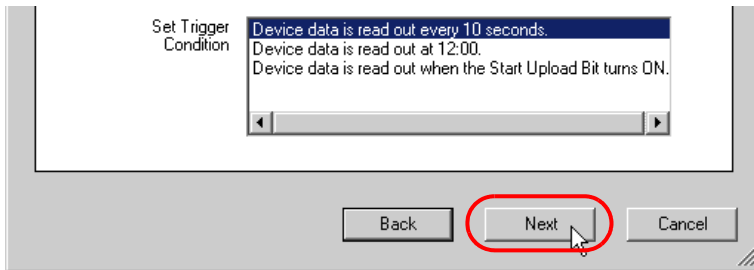 Set Trigger
Condition
Device data is read out every 10 seconds.
Device data is read out at 12:00.
Device data is read out when the Start Upload Bit turns ON.
Back Next Cancel